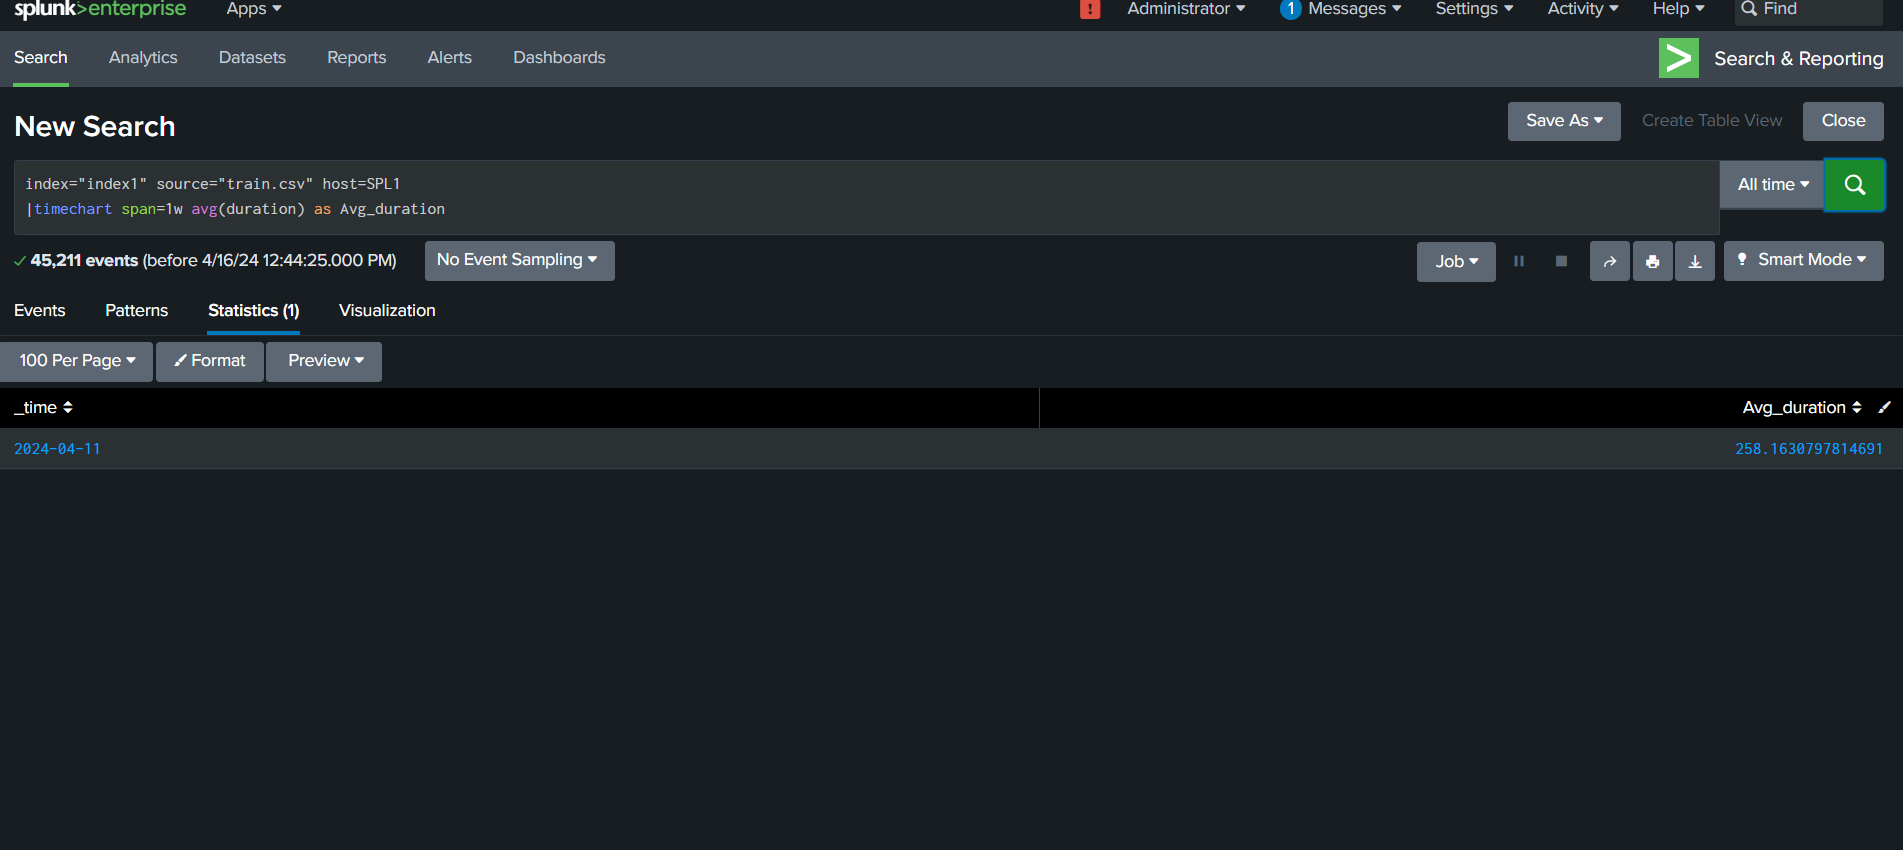 splunk>enterprise Apps ! Administrator 1 Messages Settings Activity Help Find
Search Analytics Datasets Reports Alerts Dashboards > Search & Reporting
New Search Save As Create Table View Close
index="index1" source="train.csv" host=SPL1
|timechart span=1w avg(duration) as Avg_duration
All time
45,211 events (before 4/16/24 12:44:25.000 PM) No Event Sampling Job Smart Mode
Events Patterns Statistics (1) Visualization
100 Per Page Format Preview
_time Avg_duration
2024-04-11 258.1630797814691